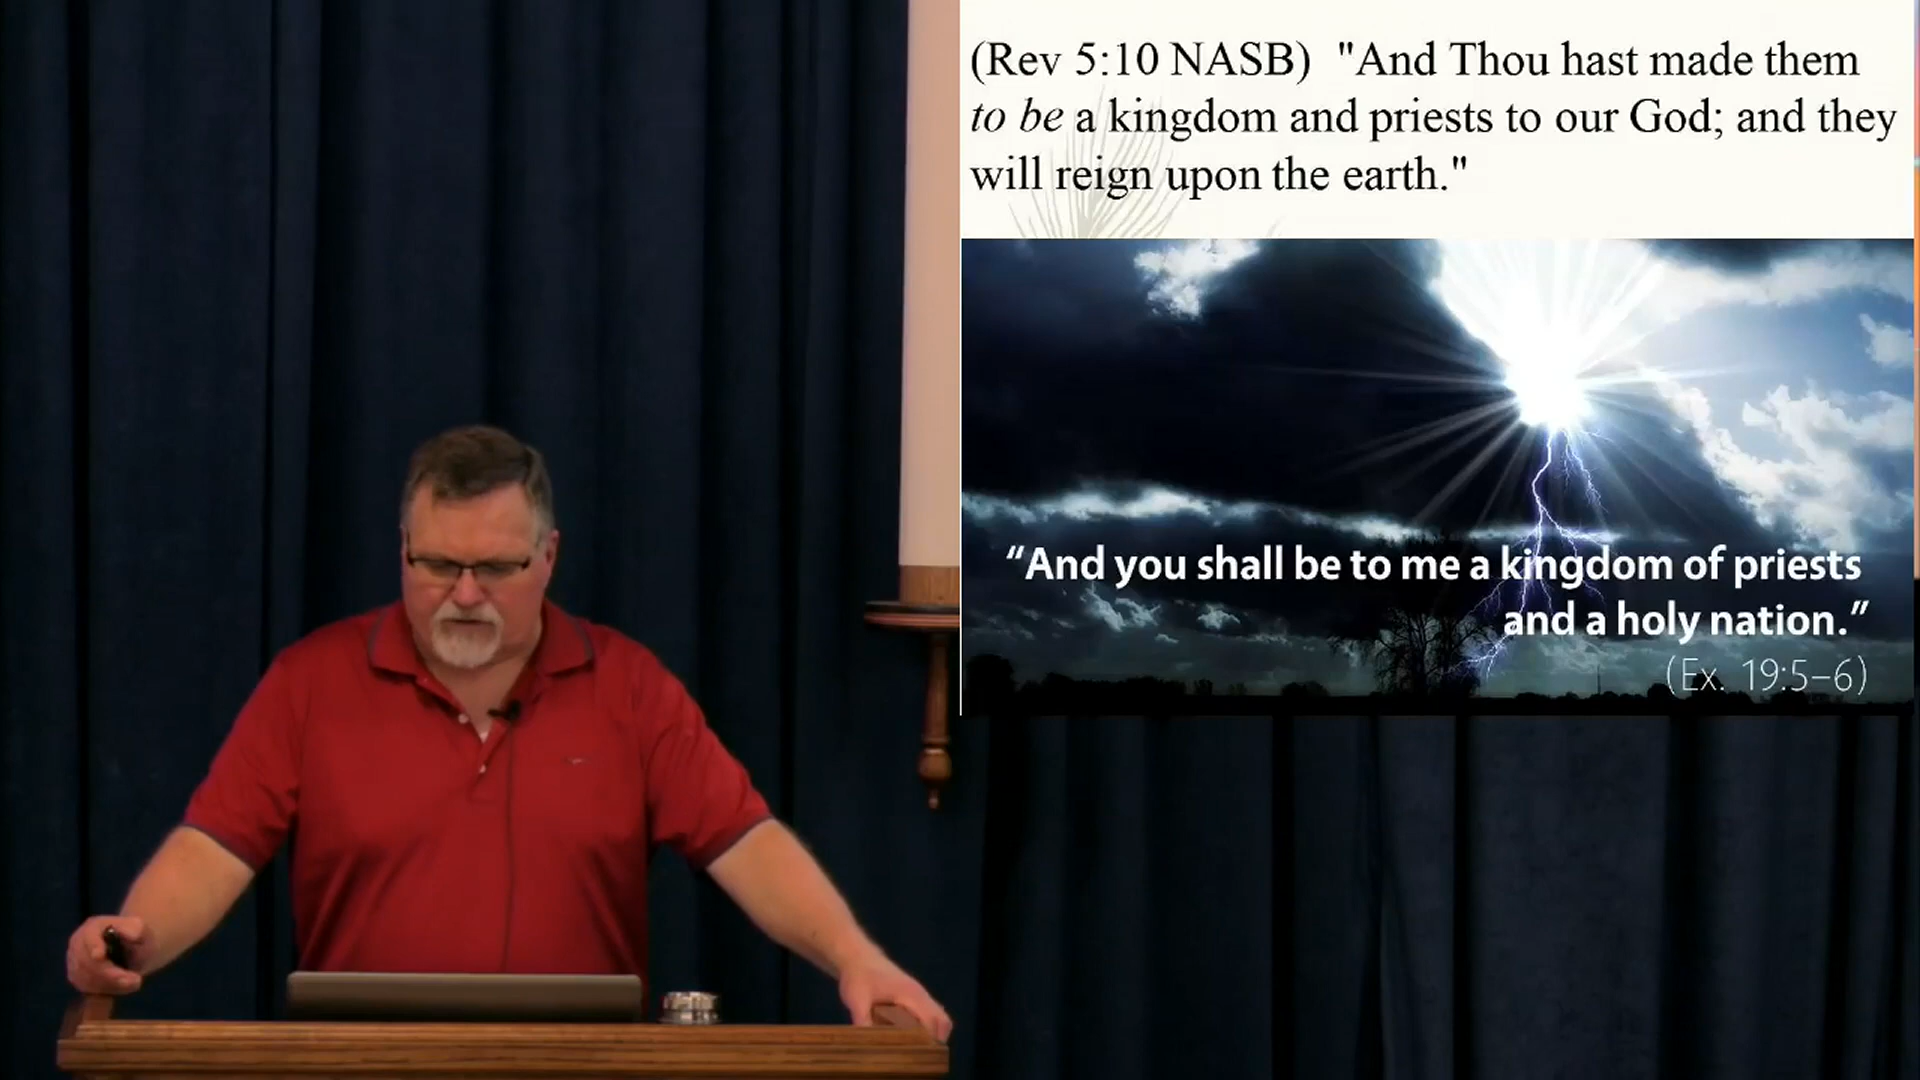 (Rev 5:10 NASB) "And Thou hast made them
to be a kingdom and priests to our God; and they
will reign upon the earth."
“And you shall be to me a kingdom of priests
and a holy nation.”
(Ex. 19:5–6)